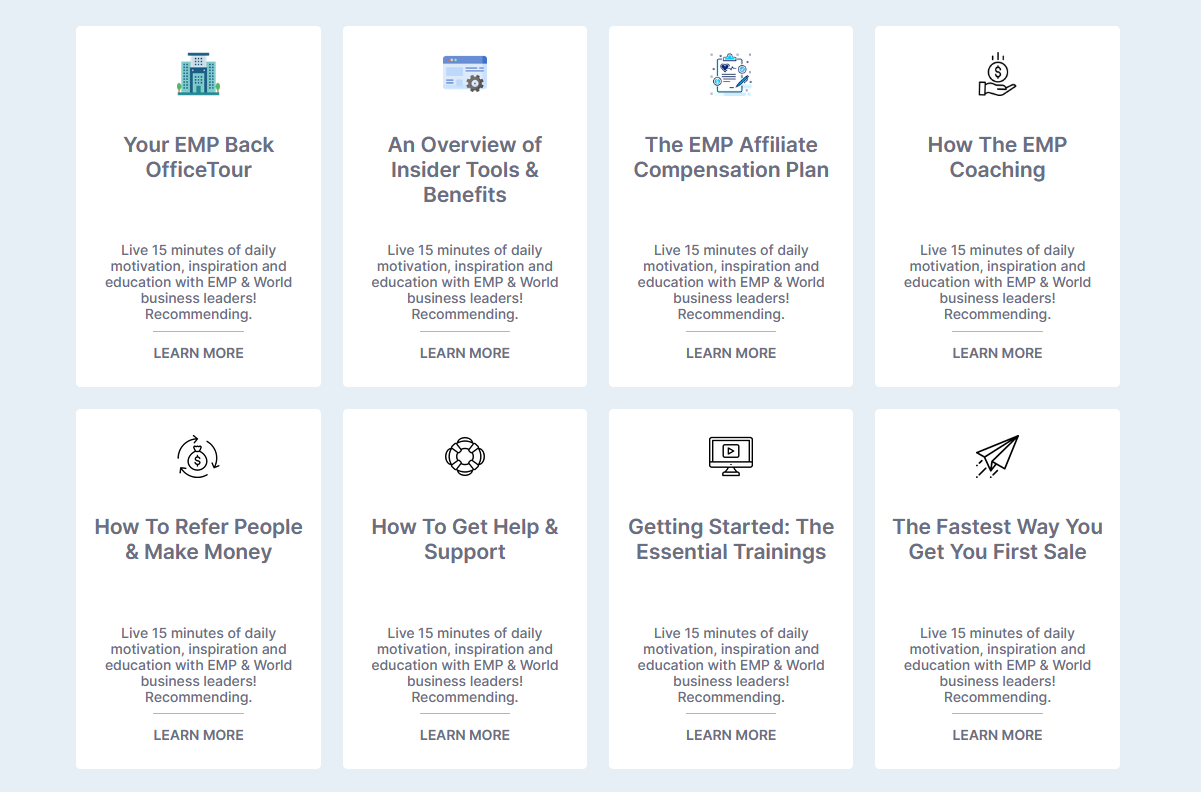 Your EMP Back
OfficeTour
Live 15 minutes of daily
motivation, inspiration and
education with EMP & World
business leaders!
Recommending.
LEARN MORE
An Overview of
Insider Tools &
Benefits
Live 15 minutes of daily
motivation, inspiration and
education with EMP & World
business leaders!
Recommending.
LEARN MORE
The EMP Affiliate
Compensation Plan
Live 15 minutes of daily
motivation, inspiration and
education with EMP & World
business leaders!
Recommending.
LEARN MORE
How The EMP
Coaching
Live 15 minutes of daily
motivation, inspiration and
education with EMP & World
business leaders!
Recommending.
LEARN MORE
How To Refer People
& Make Money
Live 15 minutes of daily
motivation, inspiration and
education with EMP & World
business leaders!
Recommending.
LEARN MORE
How To Get Help &
Support
Live 15 minutes of daily
motivation, inspiration and
education with EMP & World
business leaders!
Recommending.
LEARN MORE
Getting Started: The
Essential Trainings
Live 15 minutes of daily
motivation, inspiration and
education with EMP & World
business leaders!
Recommending.
LEARN MORE
The Fastest Way You
Get You First Sale
Live 15 minutes of daily
motivation, inspiration and
education with EMP & World
business leaders!
Recommending.
LEARN MORE